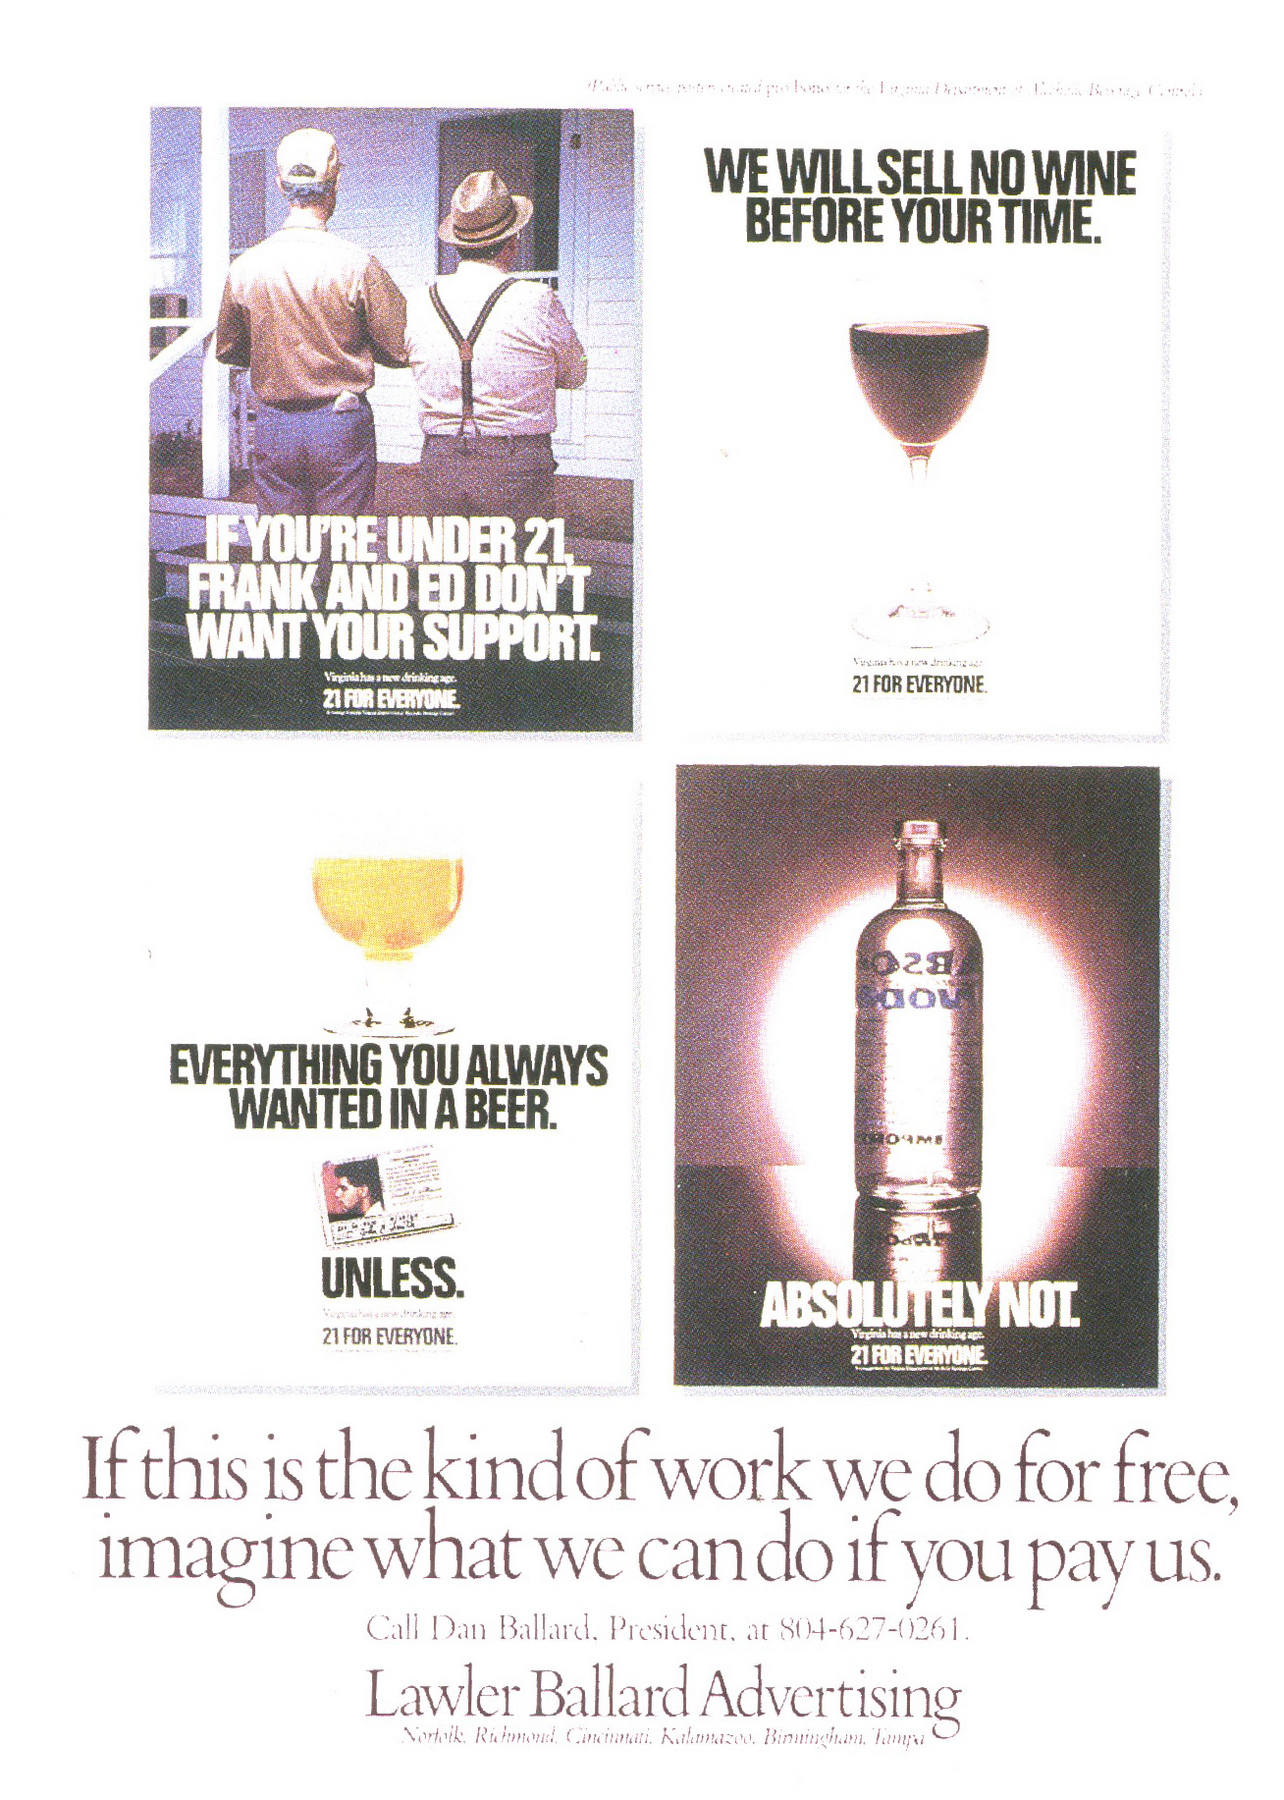 (Public service posters created pro bono for the Virginia Department of Alcoholic Beverage Control.)
IF YOU'RE UNDER 21,
FRANK AND ED DON'T
WANT YOUR SUPPORT.
Virginia has a new drinking age.
21 FOR EVERYONE.
WE WILL SELL NO WINE
BEFORE YOUR TIME.
Virginia has a new drinking age.
21 FOR EVERYONE.
EVERYTHING YOU ALWAYS
WANTED IN A BEER.
UNLESS.
Virginia has a new drinking age.
21 FOR EVERYONE.
ABSOLUTELY NOT.
Virginia has a new drinking age.
21 FOR EVERYONE.
If this is the kind of work we do for free,
imagine what we can do if you pay us.
Call Dan Ballard, President, at 804-627-0261.
Lawler Ballard Advertising
Norfolk, Richmond, Cincinnati, Kalamazoo, Birmingham, Tampa